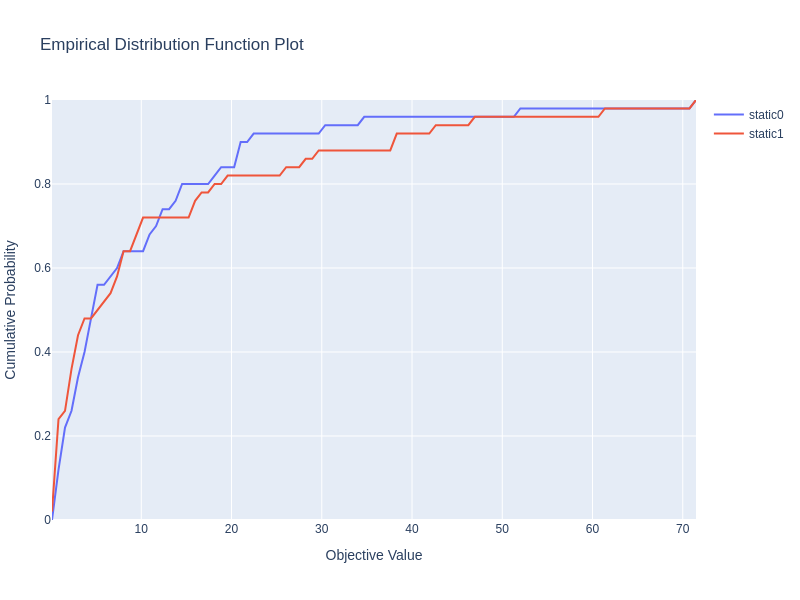 Empirical Distribution Function Plot
static0
static1
Cumulative Probability
1
0.8
0.6
0.4
0.2
0
10
20
30
40
50
60
70
Objective Value